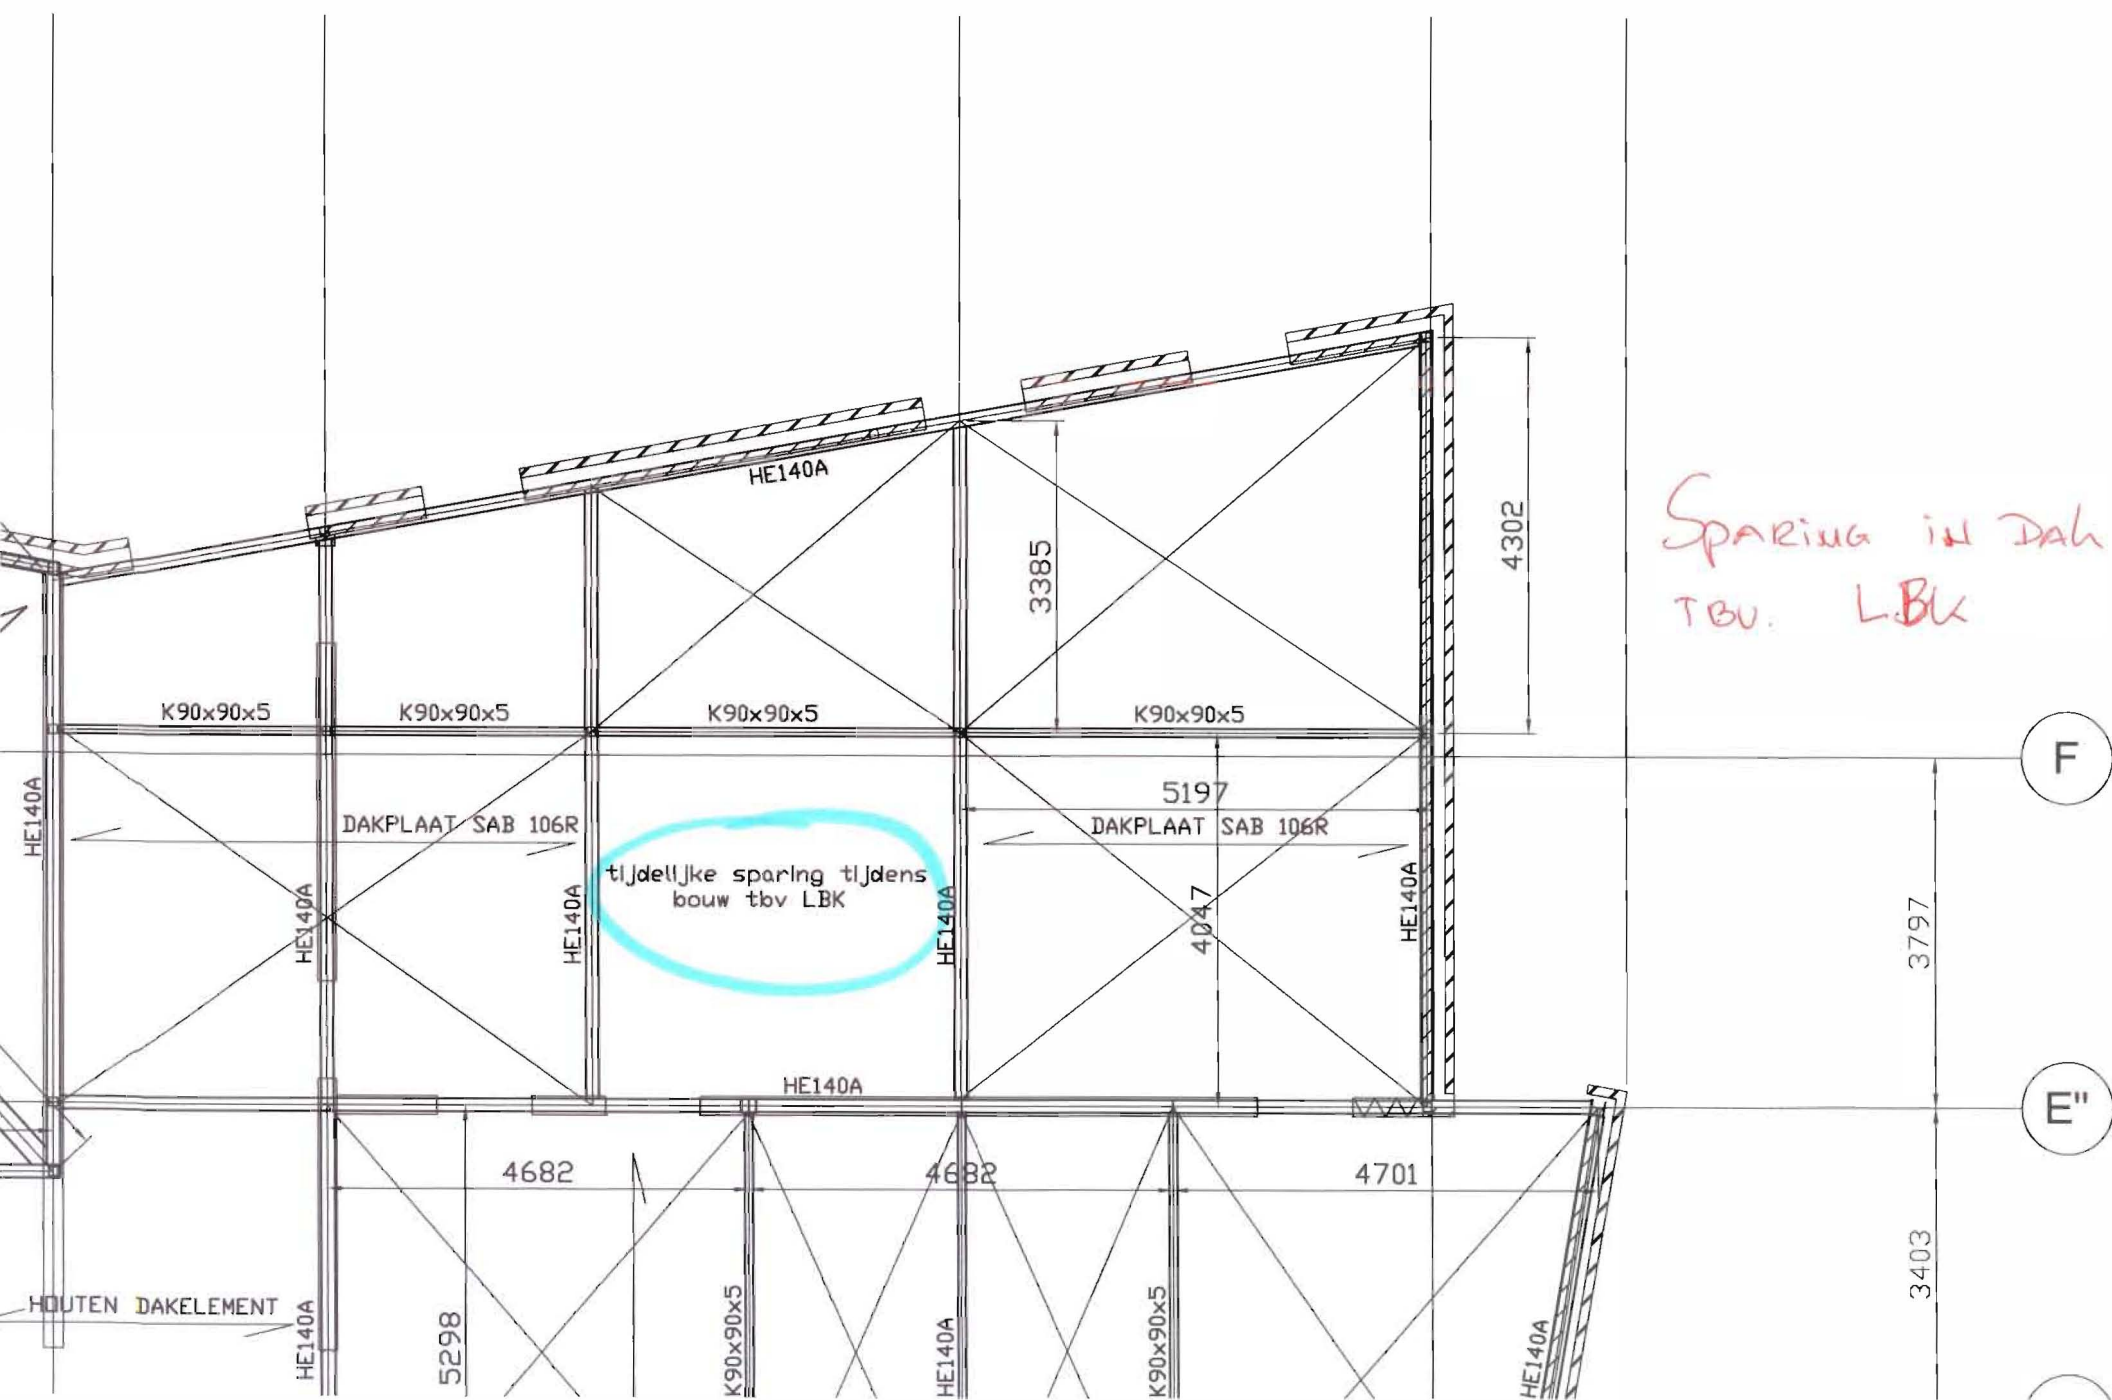 HE140A
4302
3385
SPARING IN DAK
TBV. LBK
K90x90x5
K90x90x5
K90x90x5
K90x90x5
F
HE140A
5197
DAKPLAAT SAB 106R
DAKPLAAT SAB 106R
tijdelijke sparing tijdens
bouw tbv LBK
HE140A
HE140A
HE140A
4047
HE140A
3797
HE140A
E"
4682
4682
4701
3403
HOUTEN DAKELEMENT
HE140A
5298
K90x90x5
HE140A
K90x90x5
HE140A